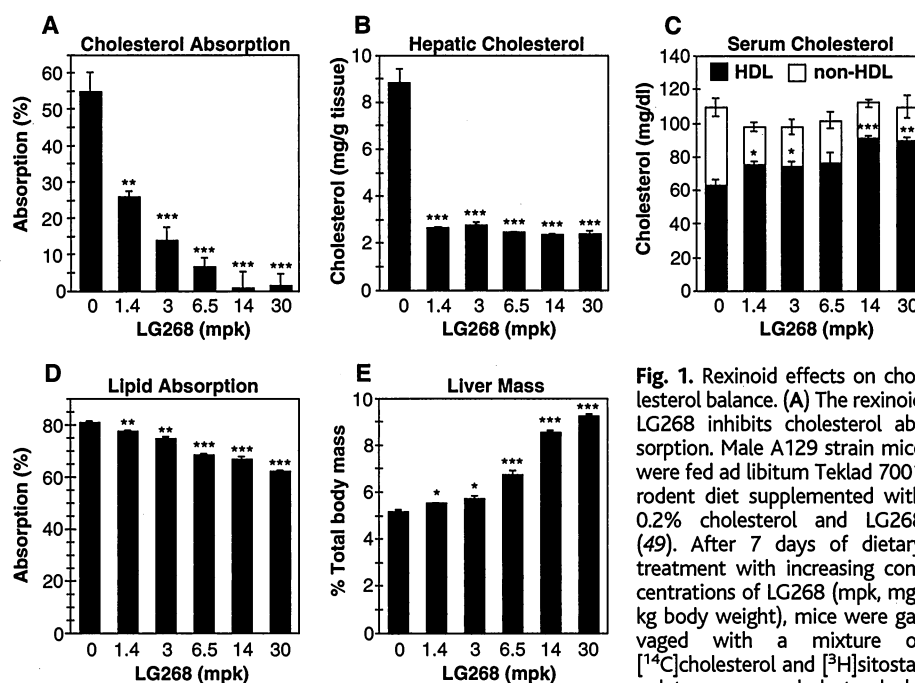 A
Cholesterol Absorption
Absorption (%)
60
50
40
30
20
10
0
**
***
***
***
***
0 1.4 3 6.5 14 30
LG268 (mpk)
B
Hepatic Cholesterol
Cholesterol (mg/g tissue)
10
8
6
4
2
0
***
***
***
***
***
0 1.4 3 6.5 14 30
LG268 (mpk)
C
Serum Cholesterol
HDL non-HDL
Cholesterol (mg/dl)
140
120
100
80
60
40
20
0
*
*
***
**
0 1.4 3 6.5 14 30
LG268 (mpk)
D
Lipid Absorption
Absorption (%)
80
60
40
20
0
**
**
***
***
***
0 1.4 3 6.5 14 30
LG268 (mpk)
E
Liver Mass
% Total body mass
10
8
6
4
2
0
*
*
***
***
***
0 1.4 3 6.5 14 30
LG268 (mpk)
Fig. 1. Rexinoid effects on cho
lesterol balance. (A) The rexinoid
LG268 inhibits cholesterol ab
sorption. Male A129 strain mice
were fed ad libitum Teklad 7001
rodent diet supplemented with
0.2% cholesterol and LG268
(49). After 7 days of dietary
treatment with increasing con
centrations of LG268 (mpk, mg
kg body weight), mice were ga
vaged with a mixture o
[14C]cholesterol and [3H]sitosta